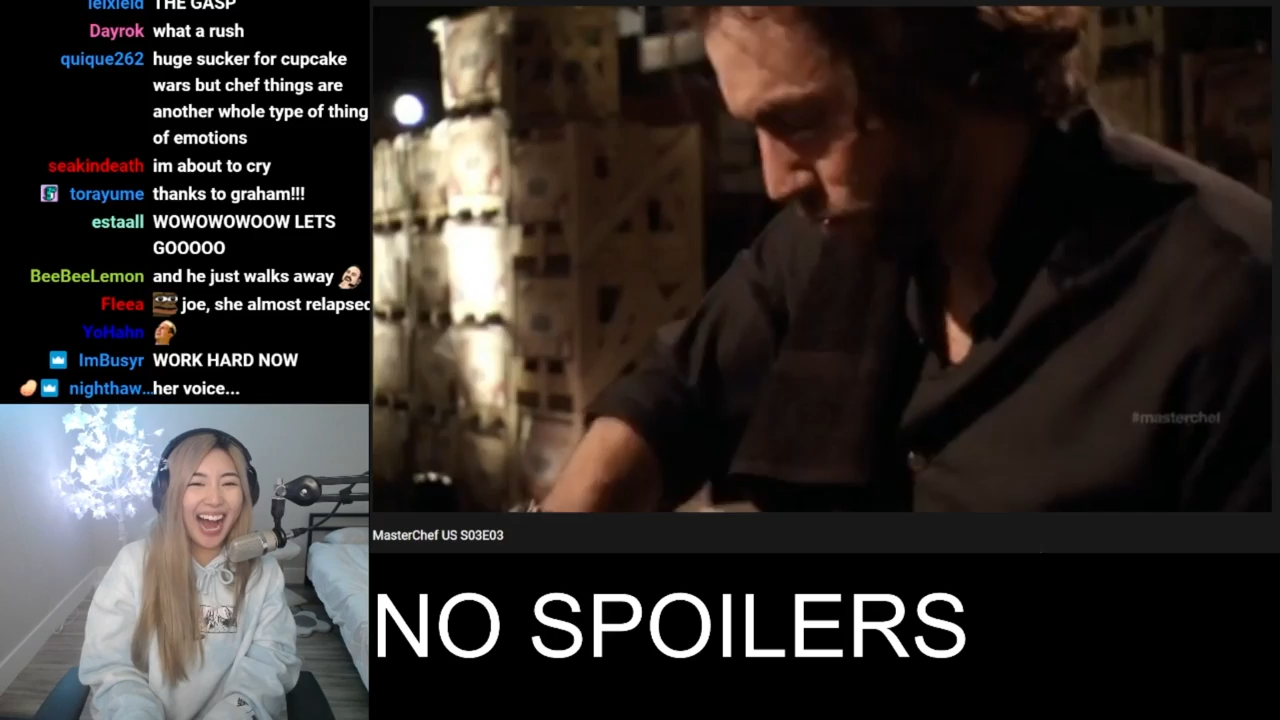 leixield THE GASP
Dayrok what a rush
quique262 huge sucker for cupcake
wars but chef things are
another whole type of thing
of emotions
seakindeath im about to cry
torayume thanks to graham!!!
estaall WOWOWOWOOW LETS
GOOOOO
BeeBeeLemon and he just walks away
Fleea joe, she almost relapsed
YoHahn
ImBusyr WORK HARD NOW
nighthaw... her voice...
#masterchef
MasterChef US S03E03
NO SPOILERS